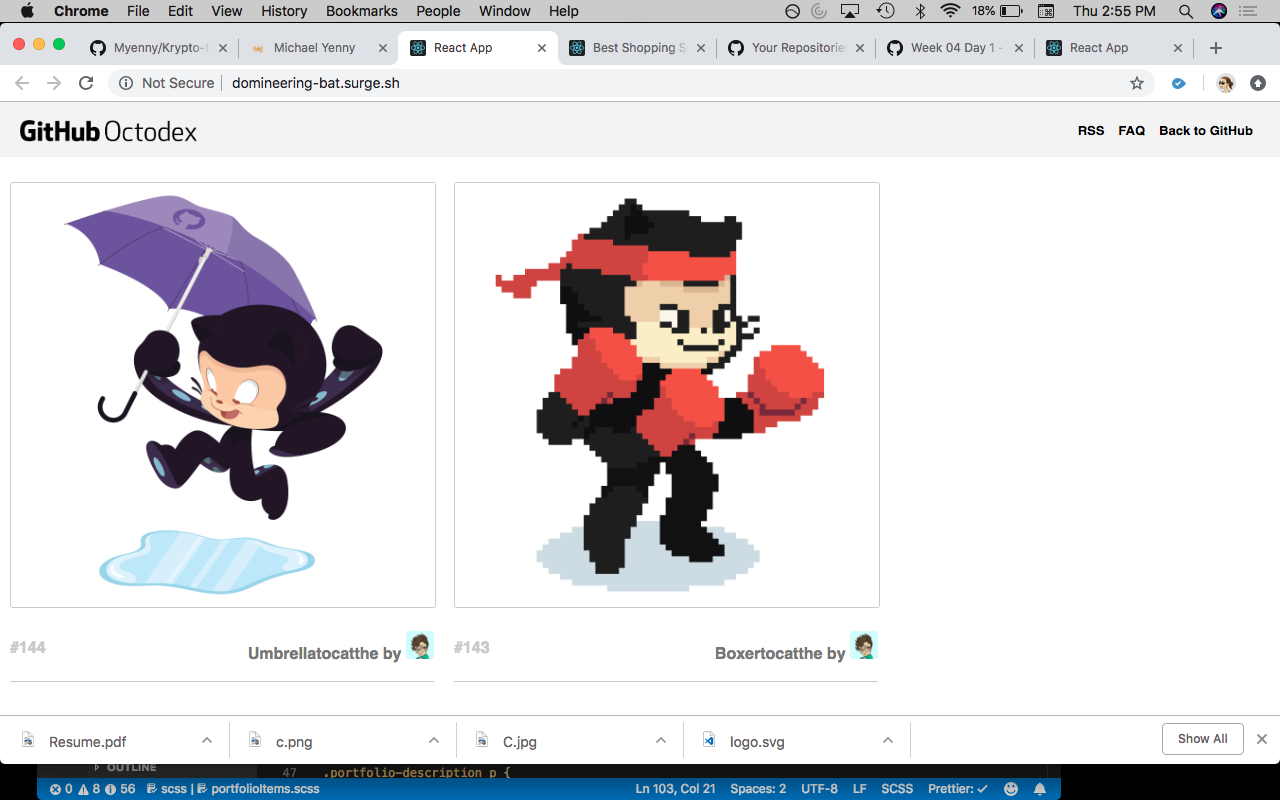 Chrome File Edit View History Bookmarks People Window Help 18% Thu 2:55 PM
Myenny/Krypto- Michael Yenny React App Best Shopping S Your Repositorie Week 04 Day 1 - React App
Not Secure domineering-bat.surge.sh
GitHub Octodex RSS FAQ Back to GitHub
#144 Umbrellatocatthe by #143 Boxertocatthe by
Resume.pdf c.png C.jpg logo.svg Show All
OUTLINE 47 .portfolio-description p {
0 8 56 scss | portfolioItems.scss Ln 103, Col 21 Spaces: 2 UTF-8 LF SCSS Prettier: ✓